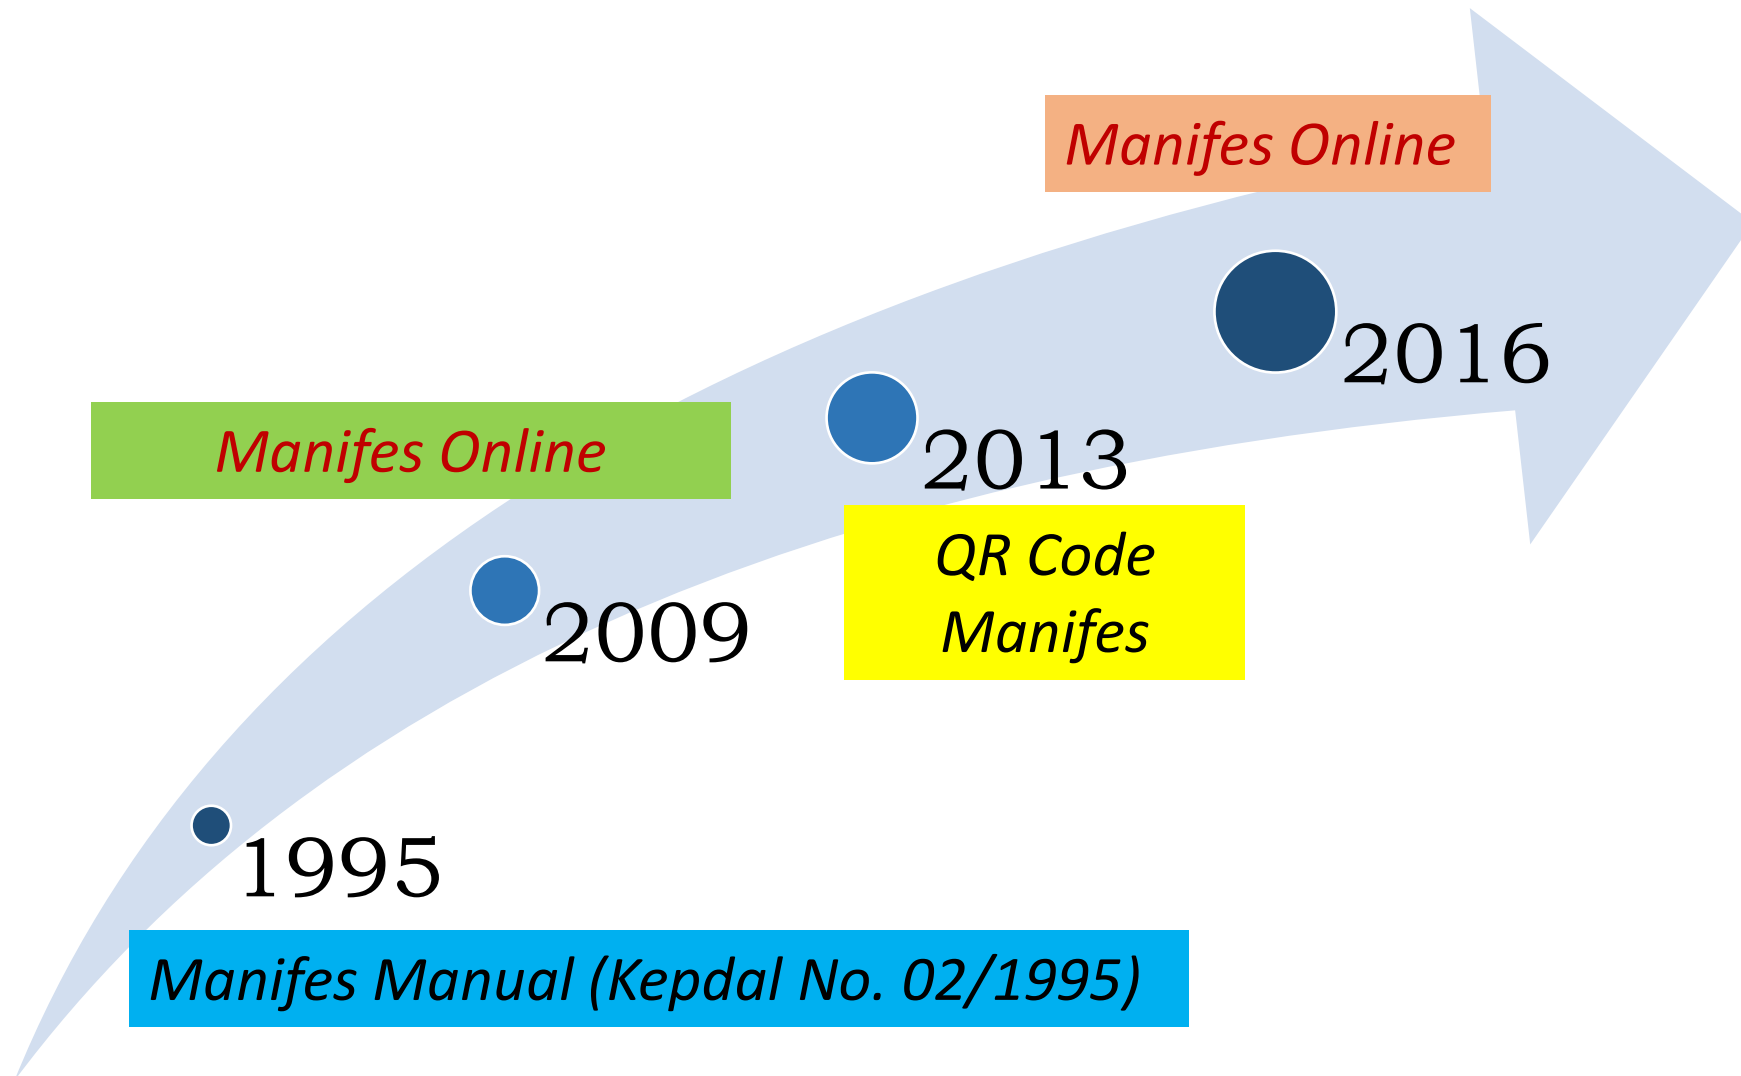 Manifes Online
2016
Manifes Online
2013
QR Code
Manifes
2009
1995
Manifes Manual (Kepdal No. 02/1995)